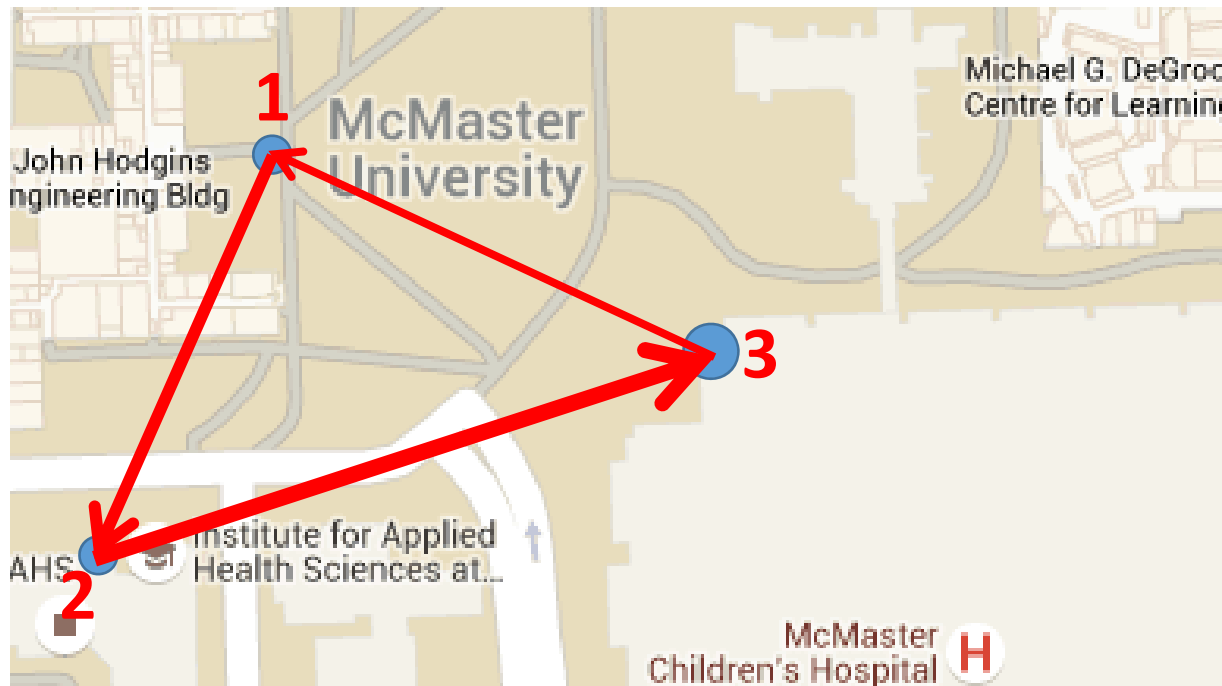 1
McMaster
University
Michael G. DeGroo
Centre for Learning
John Hodgins
ngineering Bldg
3
2
AHS
Institute for Applied
Health Sciences at...
McMaster
Children's Hospital
H